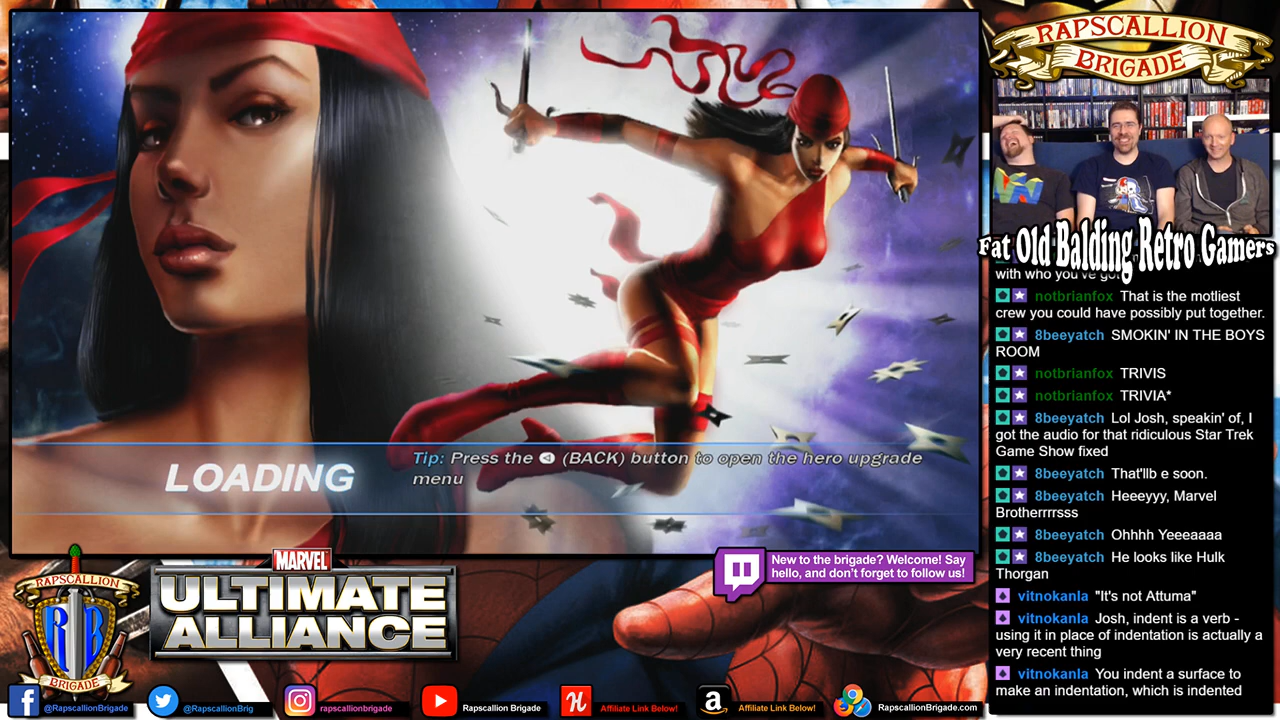 RAPSCALLION
BRIGADE
Fat Old Balding Retro Gamers
with who you've got
notbrianfox That is the motliest
crew you could have possibly put together.
8beeyatch SMOKIN' IN THE BOYS
ROOM
notbrianfox TRIVIS
notbrianfox TRIVIA*
8beeyatch Lol Josh, speakin' of, I
got the audio for that ridiculous Star Trek
Game Show fixed
8beeyatch That'llb e soon.
8beeyatch Heeeyyy, Marvel
Brotherrrrsss
8beeyatch Ohhhh Yeeeaaaa
8beeyatch He looks like Hulk
Thorgan
vitnokanla "It's not Attuma"
vitnokanla Josh, indent is a verb -
using it in place of indentation is actually a
very recent thing
vitnokanla You indent a surface to
make an indentation, which is indented
LOADING
Tip: Press the (BACK) button to open the hero upgrade
menu
New to the brigade? Welcome! Say
hello, and don't forget to follow us!
RAPSCALLION
RB
BRIGADE
MARVEL
ULTIMATE
ALLIANCE
@RapscallionBrigade
@RapscallionBrig
rapscallionbrigade
Rapscallion Brigade
Affiliate Link Below!
Affiliate Link Below!
RapscallionBrigade.com